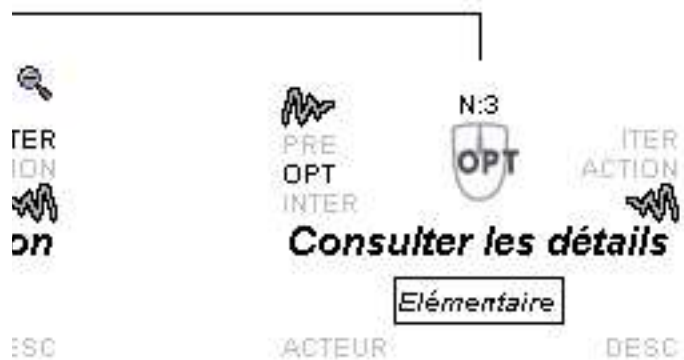 N:3
TER
PRE
OPT
ITER
ION
OPT
ACTION
INTER
on
Consulter les détails
Elémentaire
ESC
ACTEUR
DESC